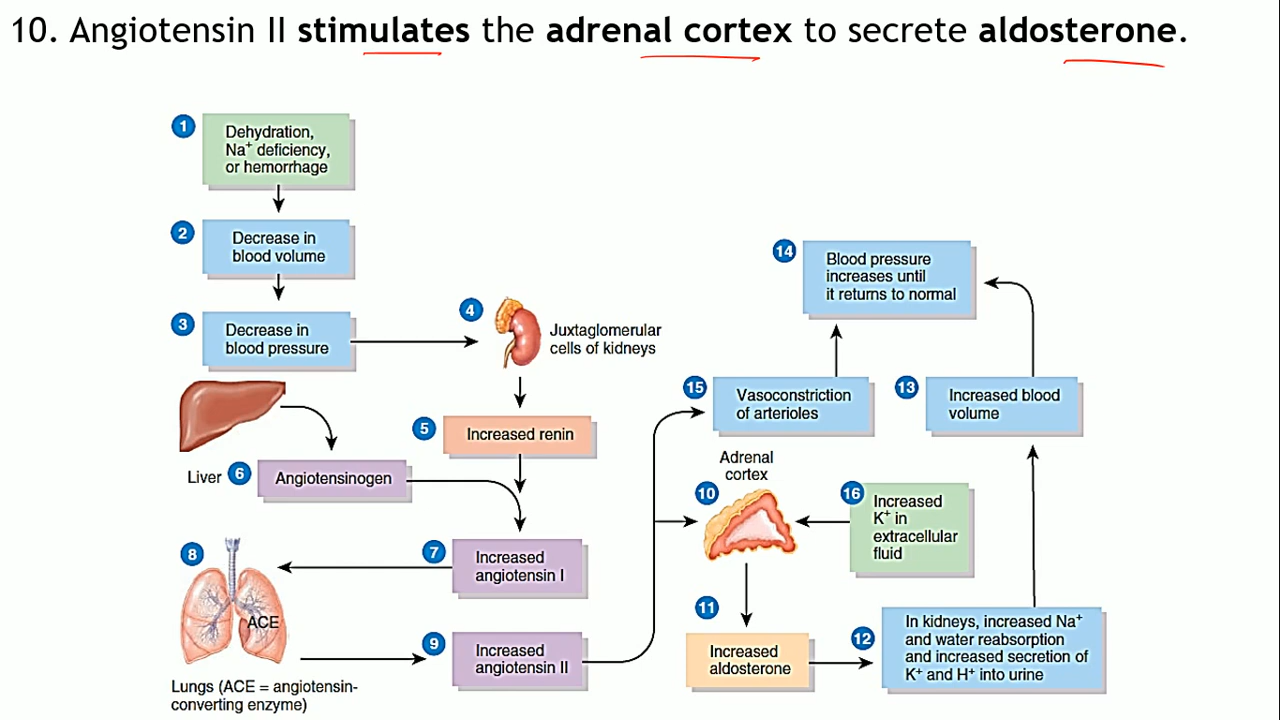 10. Angiotensin II stimulates the adrenal cortex to secrete aldosterone.
1
Dehydration,
Na⁺ deficiency,
or hemorrhage
2
Decrease in
blood volume
3
Decrease in
blood pressure
4
Juxtaglomerular
cells of kidneys
5
Increased renin
Liver
6
Angiotensinogen
7
Increased
angiotensin I
8
ACE
Lungs (ACE = angiotensin-
converting enzyme)
9
Increased
angiotensin II
10
Adrenal
cortex
11
Increased
aldosterone
12
In kidneys, increased Na⁺
and water reabsorption
and increased secretion of
K⁺ and H⁺ into urine
13
Increased blood
volume
14
Blood pressure
increases until
it returns to normal
15
Vasoconstriction
of arterioles
16
Increased
K⁺ in
extracellular
fluid